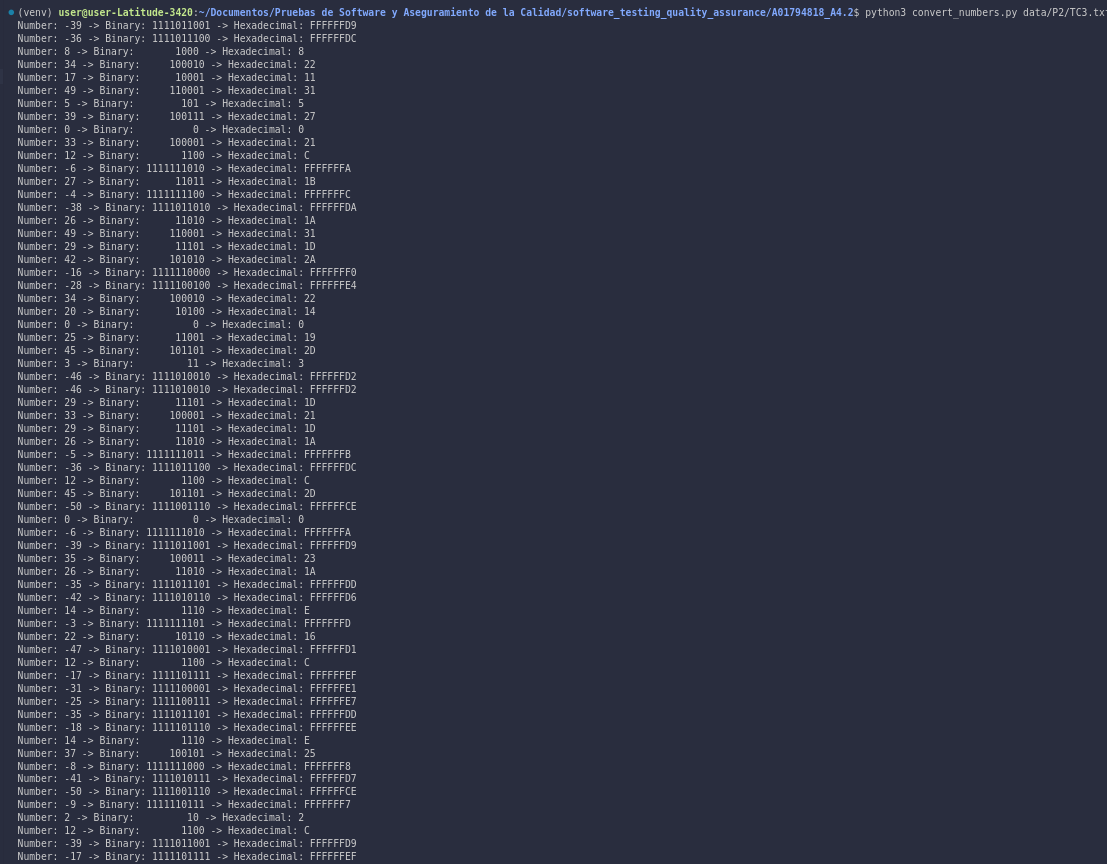 (venv) user@user-Latitude-3420:~/Documentos/Pruebas de Software y Aseguramiento de la Calidad/software_testing_quality_assurance/A01794818_A4.2$ python3 convert_numbers.py data/P2/TC3.txt
Number: -39 -> Binary: 1111011001 -> Hexadecimal: FFFFFFD9
Number: -36 -> Binary: 1111011100 -> Hexadecimal: FFFFFFDC
Number: 8 -> Binary:       1000 -> Hexadecimal: 8
Number: 34 -> Binary:     100010 -> Hexadecimal: 22
Number: 17 -> Binary:      10001 -> Hexadecimal: 11
Number: 49 -> Binary:     110001 -> Hexadecimal: 31
Number: 5 -> Binary:        101 -> Hexadecimal: 5
Number: 39 -> Binary:     100111 -> Hexadecimal: 27
Number: 0 -> Binary:          0 -> Hexadecimal: 0
Number: 33 -> Binary:     100001 -> Hexadecimal: 21
Number: 12 -> Binary:       1100 -> Hexadecimal: C
Number: -6 -> Binary: 1111111010 -> Hexadecimal: FFFFFFFA
Number: 27 -> Binary:      11011 -> Hexadecimal: 1B
Number: -4 -> Binary: 1111111100 -> Hexadecimal: FFFFFFFC
Number: -38 -> Binary: 1111011010 -> Hexadecimal: FFFFFFDA
Number: 26 -> Binary:      11010 -> Hexadecimal: 1A
Number: 49 -> Binary:     110001 -> Hexadecimal: 31
Number: 29 -> Binary:      11101 -> Hexadecimal: 1D
Number: 42 -> Binary:     101010 -> Hexadecimal: 2A
Number: -16 -> Binary: 1111110000 -> Hexadecimal: FFFFFFF0
Number: -28 -> Binary: 1111100100 -> Hexadecimal: FFFFFFE4
Number: 34 -> Binary:     100010 -> Hexadecimal: 22
Number: 20 -> Binary:      10100 -> Hexadecimal: 14
Number: 0 -> Binary:          0 -> Hexadecimal: 0
Number: 25 -> Binary:      11001 -> Hexadecimal: 19
Number: 45 -> Binary:     101101 -> Hexadecimal: 2D
Number: 3 -> Binary:         11 -> Hexadecimal: 3
Number: -46 -> Binary: 1111010010 -> Hexadecimal: FFFFFFD2
Number: -46 -> Binary: 1111010010 -> Hexadecimal: FFFFFFD2
Number: 29 -> Binary:      11101 -> Hexadecimal: 1D
Number: 33 -> Binary:     100001 -> Hexadecimal: 21
Number: 29 -> Binary:      11101 -> Hexadecimal: 1D
Number: 26 -> Binary:      11010 -> Hexadecimal: 1A
Number: -5 -> Binary: 1111111011 -> Hexadecimal: FFFFFFFB
Number: -36 -> Binary: 1111011100 -> Hexadecimal: FFFFFFDC
Number: 12 -> Binary:       1100 -> Hexadecimal: C
Number: 45 -> Binary:     101101 -> Hexadecimal: 2D
Number: -50 -> Binary: 1111001110 -> Hexadecimal: FFFFFFCE
Number: 0 -> Binary:          0 -> Hexadecimal: 0
Number: -6 -> Binary: 1111111010 -> Hexadecimal: FFFFFFFA
Number: -39 -> Binary: 1111011001 -> Hexadecimal: FFFFFFD9
Number: 35 -> Binary:     100011 -> Hexadecimal: 23
Number: 26 -> Binary:      11010 -> Hexadecimal: 1A
Number: -35 -> Binary: 1111011101 -> Hexadecimal: FFFFFFDD
Number: -42 -> Binary: 1111010110 -> Hexadecimal: FFFFFFD6
Number: 14 -> Binary:       1110 -> Hexadecimal: E
Number: -3 -> Binary: 1111111101 -> Hexadecimal: FFFFFFFD
Number: 22 -> Binary:      10110 -> Hexadecimal: 16
Number: -47 -> Binary: 1111010001 -> Hexadecimal: FFFFFFD1
Number: 12 -> Binary:       1100 -> Hexadecimal: C
Number: -17 -> Binary: 1111101111 -> Hexadecimal: FFFFFFEF
Number: -31 -> Binary: 1111100001 -> Hexadecimal: FFFFFFE1
Number: -25 -> Binary: 1111100111 -> Hexadecimal: FFFFFFE7
Number: -35 -> Binary: 1111011101 -> Hexadecimal: FFFFFFDD
Number: -18 -> Binary: 1111101110 -> Hexadecimal: FFFFFFEE
Number: 14 -> Binary:       1110 -> Hexadecimal: E
Number: 37 -> Binary:     100101 -> Hexadecimal: 25
Number: -8 -> Binary: 1111111000 -> Hexadecimal: FFFFFFF8
Number: -41 -> Binary: 1111010111 -> Hexadecimal: FFFFFFD7
Number: -50 -> Binary: 1111001110 -> Hexadecimal: FFFFFFCE
Number: -9 -> Binary: 1111110111 -> Hexadecimal: FFFFFFF7
Number: 2 -> Binary:         10 -> Hexadecimal: 2
Number: 12 -> Binary:       1100 -> Hexadecimal: C
Number: -39 -> Binary: 1111011001 -> Hexadecimal: FFFFFFD9
Number: -17 -> Binary: 1111101111 -> Hexadecimal: FFFFFFEF